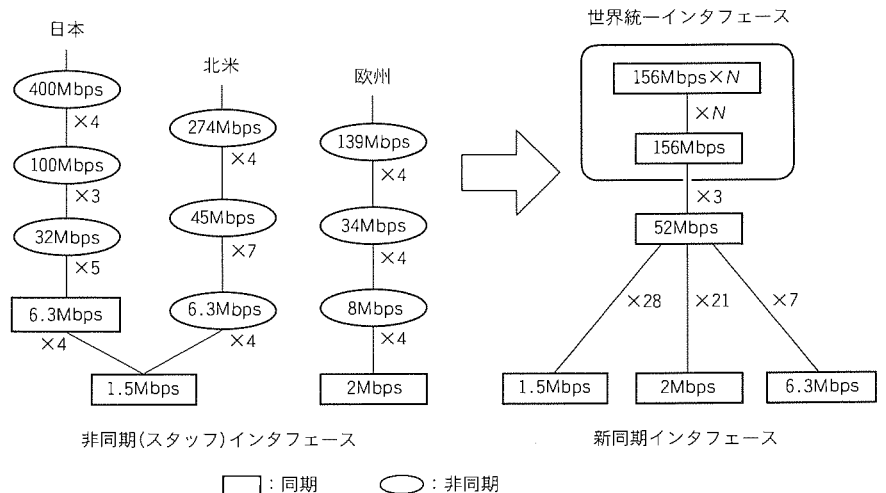 日本
400Mbps
×4
100Mbps
×3
32Mbps
×5
6.3Mbps
×4
北米
274Mbps
×4
45Mbps
×7
6.3Mbps
×4
1.5Mbps
欧州
139Mbps
×4
34Mbps
×4
8Mbps
×4
2Mbps
非同期(スタッフ)インタフェース
世界統一インタフェース
156Mbps×N
×N
156Mbps
×3
52Mbps
×28
×21
×7
1.5Mbps
2Mbps
6.3Mbps
新同期インタフェース
：同期
：非同期